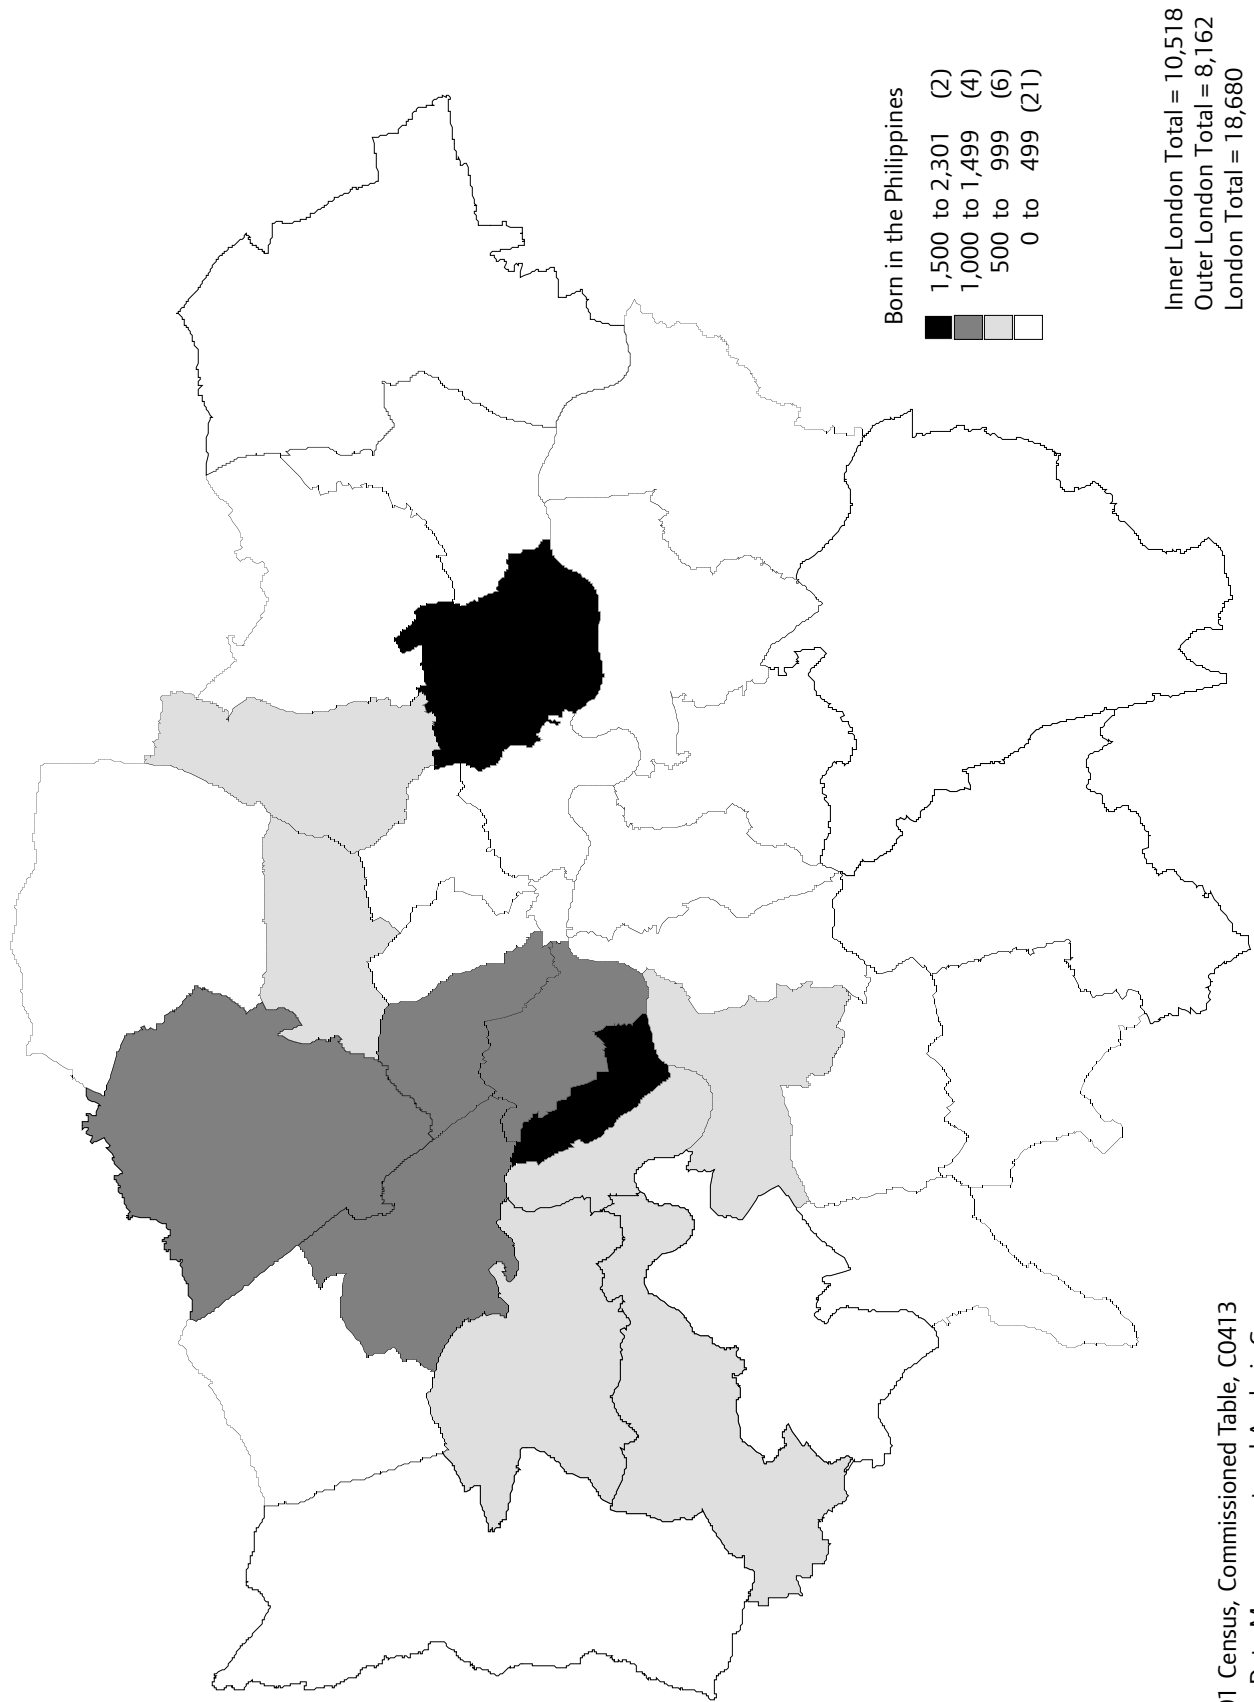 Born in the Philippines
1,500 to 2,301 (2)
1,000 to 1,499 (4)
500 to 999 (6)
0 to 499 (21)
Inner London Total = 10,518
Outer London Total = 8,162
London Total = 18,680
01 Census, Commissioned Table, C0413